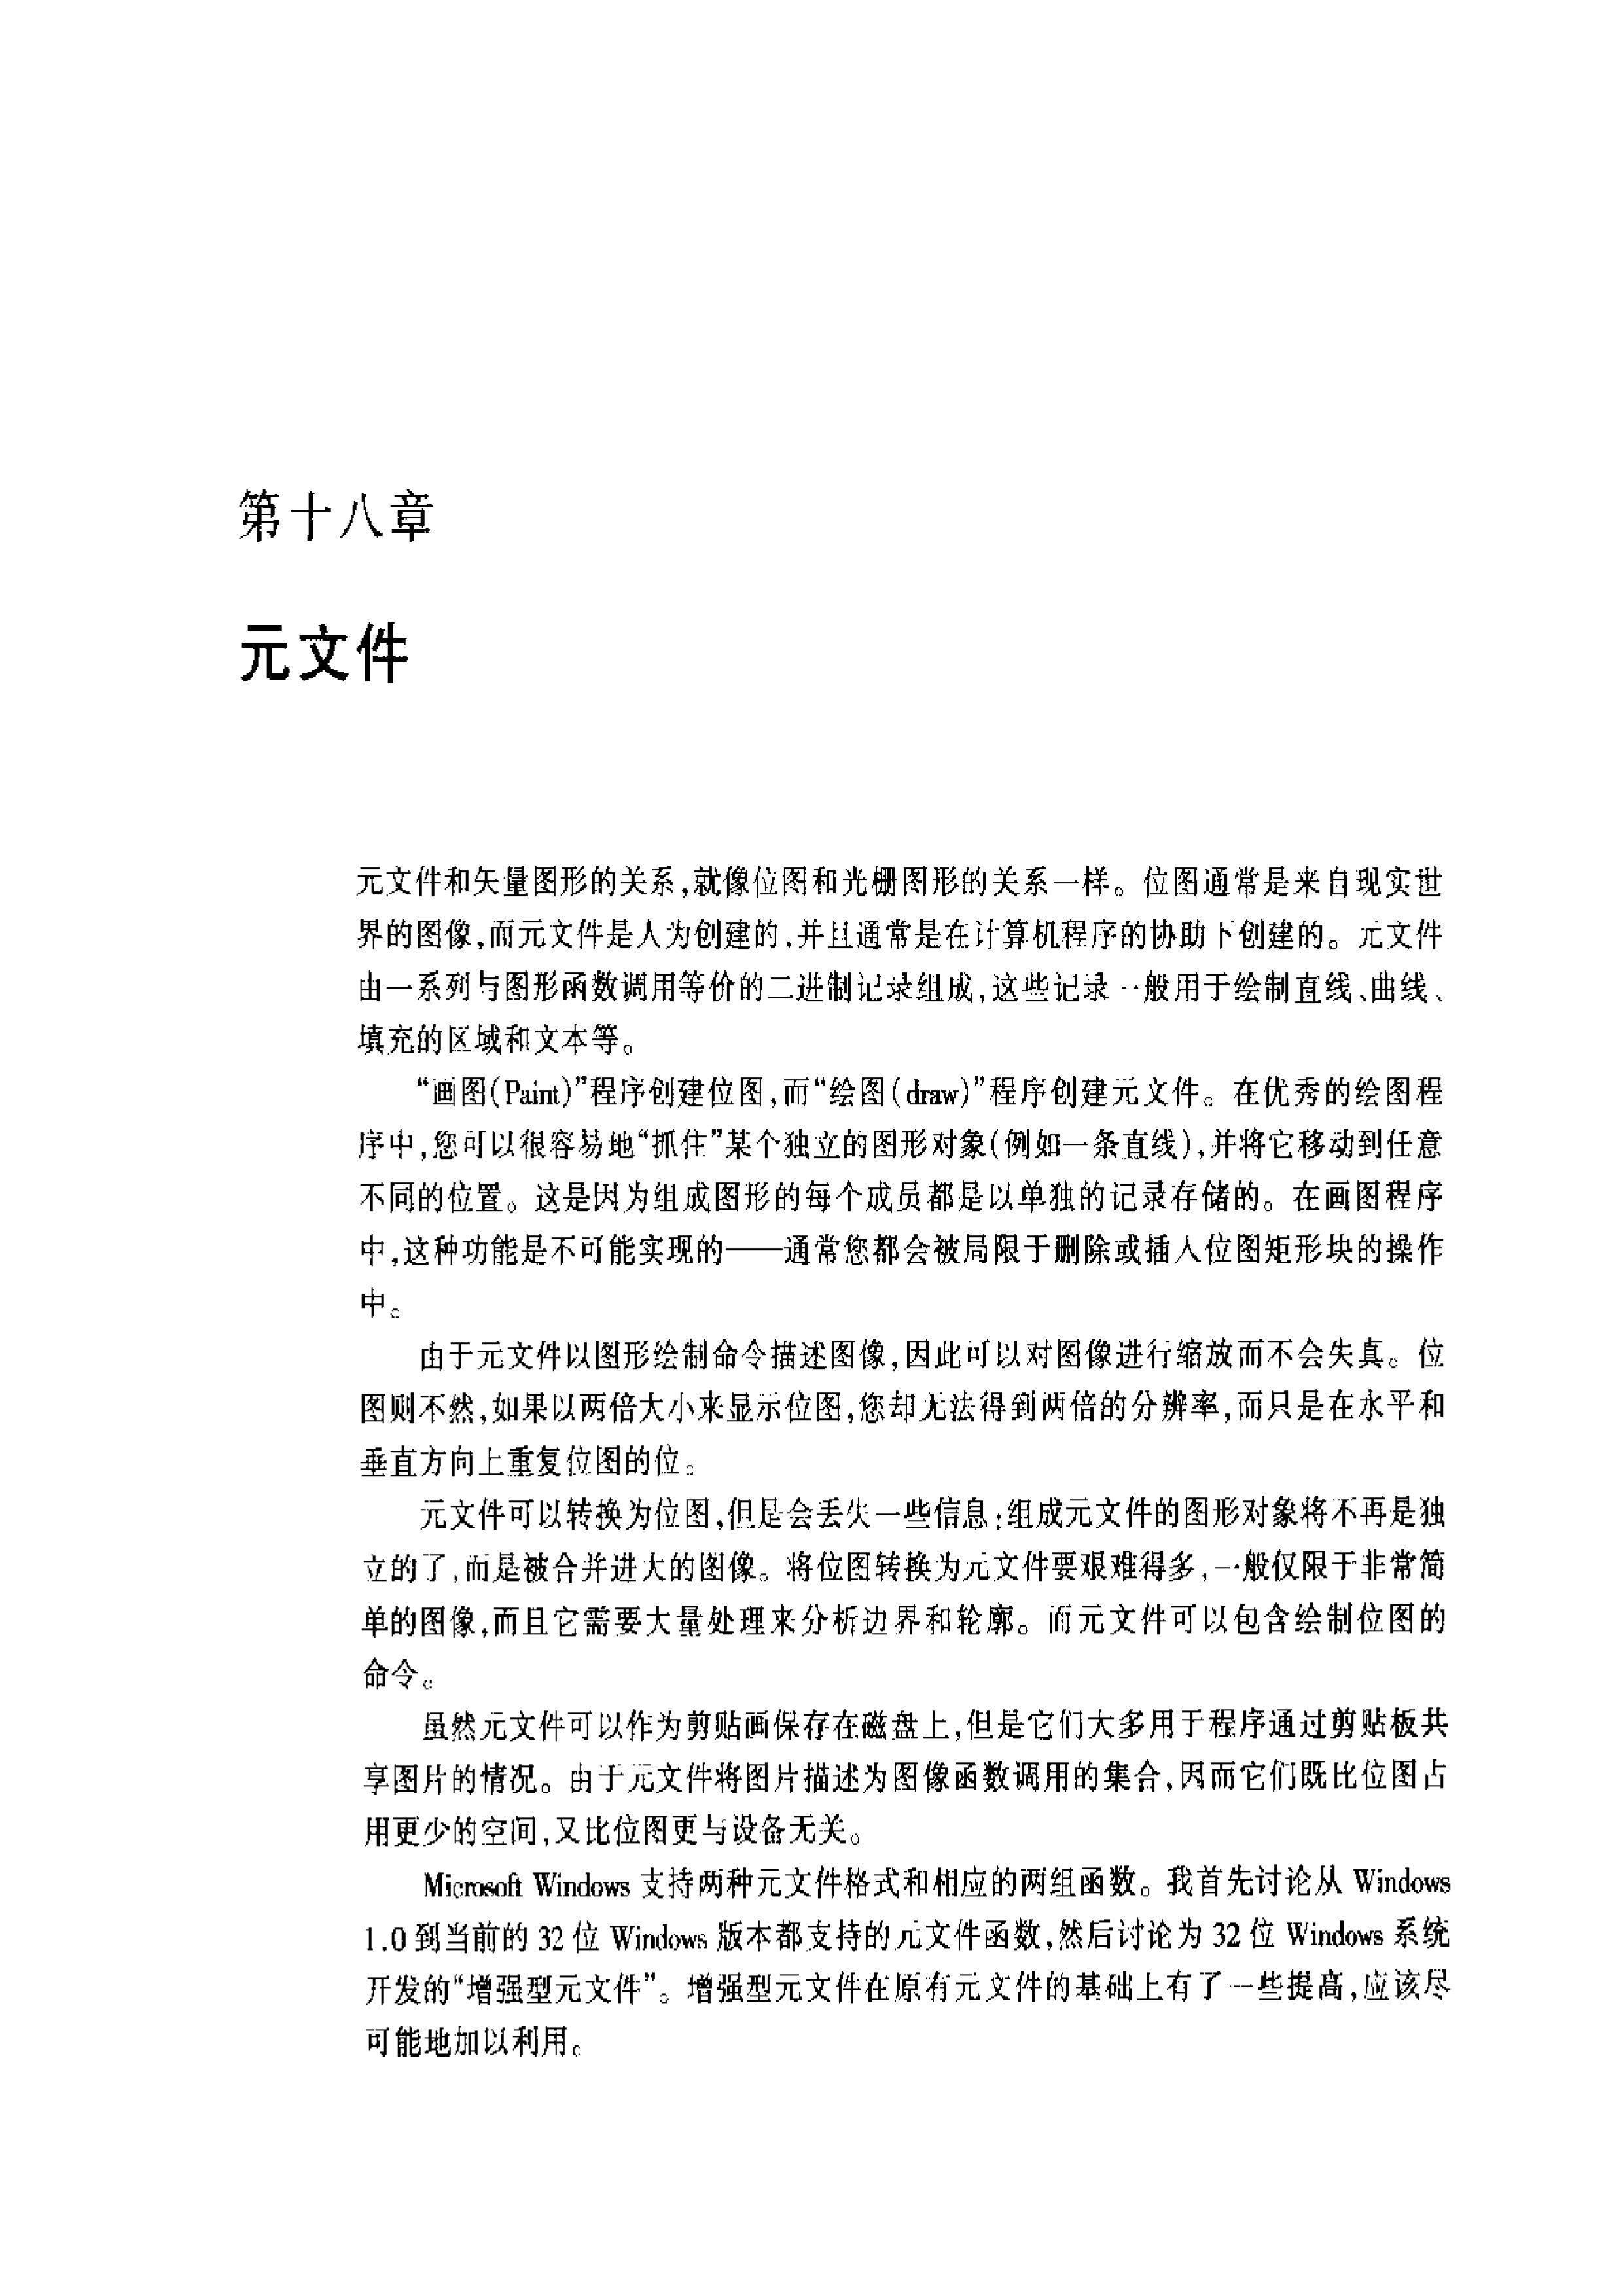 第十八章
元文件
元文件和矢量图形的关系,就像位图和光栅图形的关系一样。位图通常是来自现实世
界的图像,而元文件是人为创建的,并且通常是在计算机程序的协助下创建的。元文件
由一系列与图形函数调用等价的二进制记录组成,这些记录一般用于绘制直线、曲线、
填充的区域和文本等。
“画图(Paint)”程序创建位图,而“绘图(draw)”程序创建元文件。在优秀的绘图程
序中,您可以很容易地“抓住”某个独立的图形对象(例如一条直线),并将它移动到任意
不同的位置。这是因为组成图形的每个成员都是以单独的记录存储的。在画图程序
中,这种功能是不可能实现的——通常您都会被局限于删除或插入位图矩形块的操作
中。
由于元文件以图形绘制命令描述图像,因此可以对图像进行缩放而不会失真。位
图则不然,如果以两倍大小来显示位图,您却无法得到两倍的分辨率,而只是在水平和
垂直方向上重复位图的位。
元文件可以转换为位图,但是会丢失一些信息:组成元文件的图形对象将不再是独
立的了,而是被合并进大的图像。将位图转换为元文件要艰难得多,一般仅限于非常简
单的图像,而且它需要大量处理来分析边界和轮廓。而元文件可以包含绘制位图的
命令。
虽然元文件可以作为剪贴画保存在磁盘上,但是它们大多用于程序通过剪贴板共
享图片的情况。由于元文件将图片描述为图像函数调用的集合,因而它们既比位图占
用更少的空间,又比位图更与设备无关。
Microsoft Windows 支持两种元文件格式和相应的两组函数。我首先讨论从 Windows
1.0 到当前的 32 位 Windows 版本都支持的元文件函数,然后讨论为 32 位 Windows 系统
开发的“增强型元文件”。增强型元文件在原有元文件的基础上有了一些提高,应该尽
可能地加以利用。